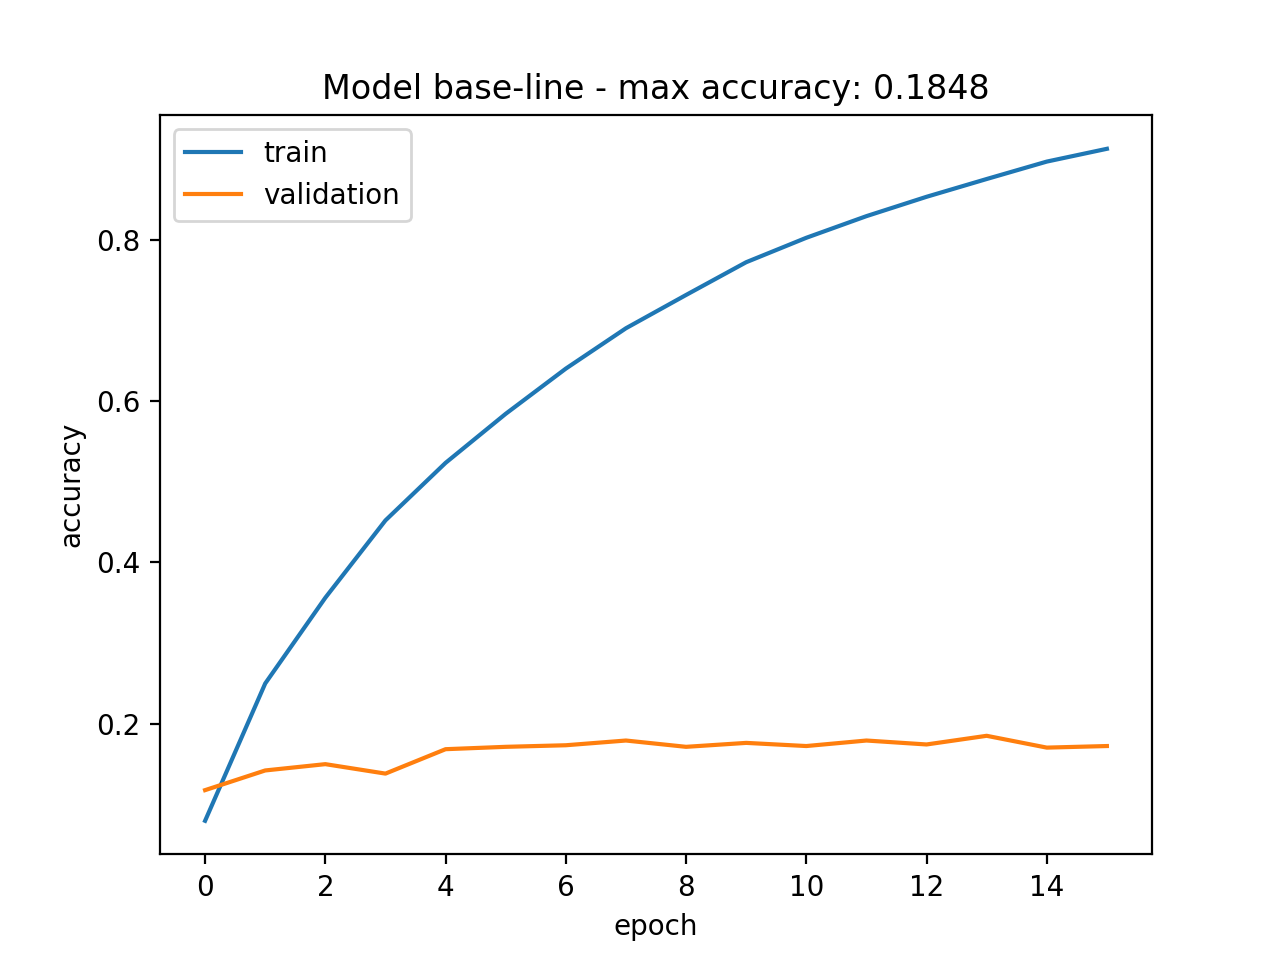 Model base-line - max accuracy: 0.1848
train
validation
0.8
0.6
0.4
0.2
accuracy
0 2 4 6 8 10 12 14
epoch